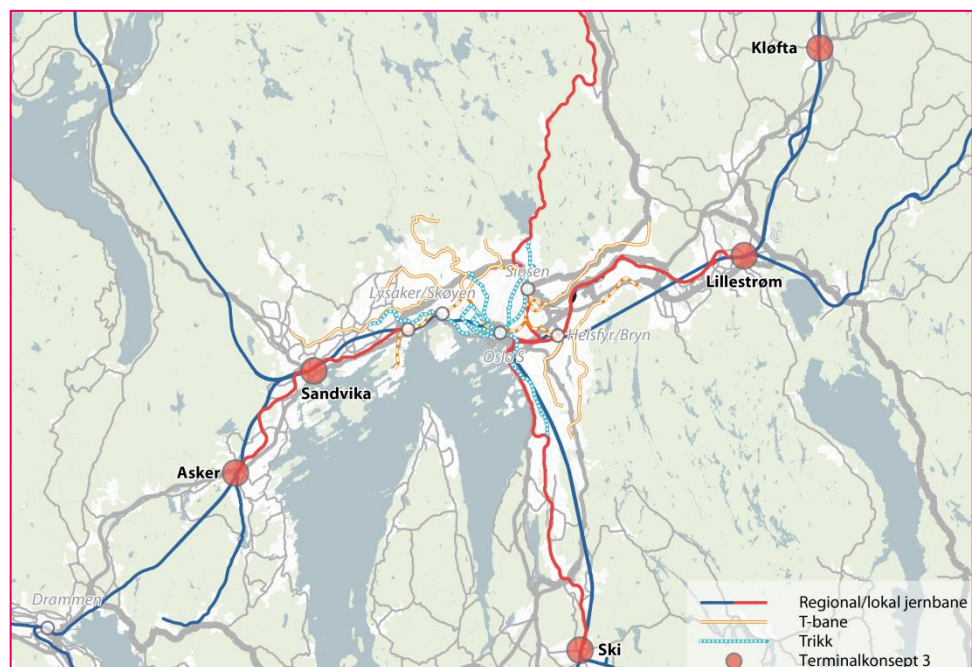 Kløfta
Sinsen
Lillestrøm
Lysaker/Skøyen
Helsfyr/Bryn
Oslo S
Sandvika
Asker
Drammen
Ski
Regional/lokal jernbane
T-bane
Trikk
Terminalkonsept 3